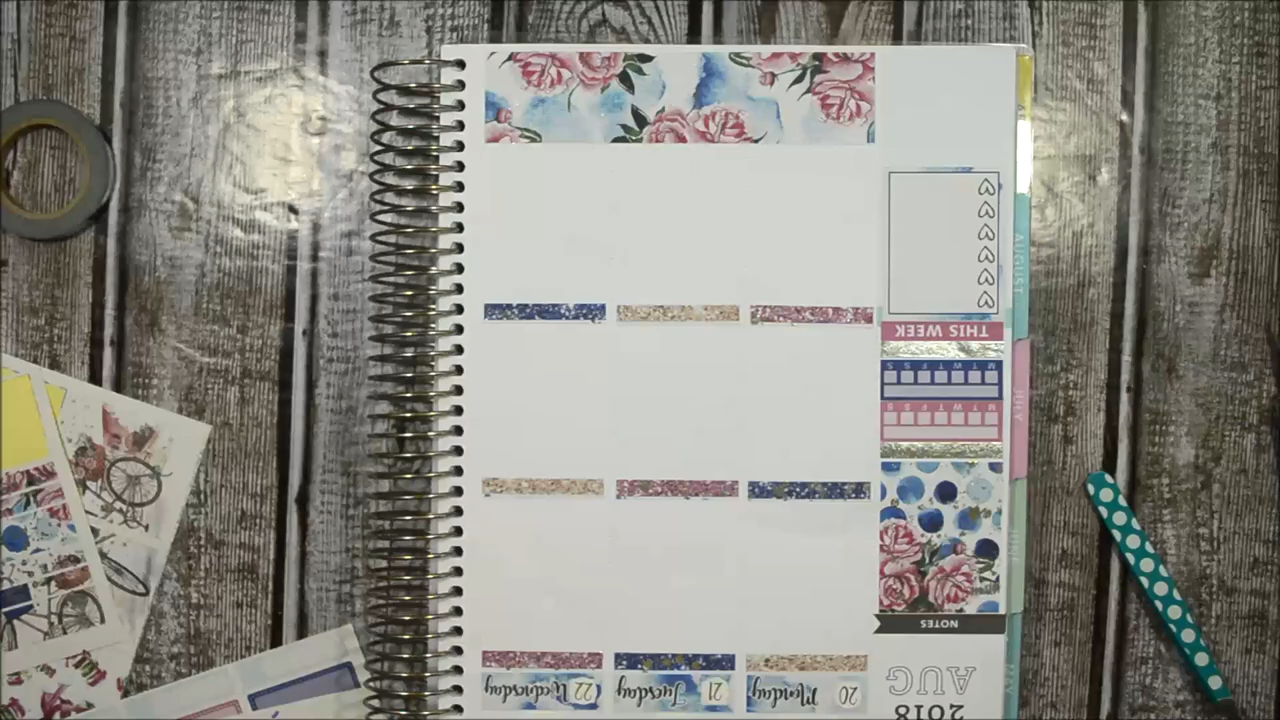 THIS WEEK
M T W T F S S
M T W T F S S
NOTES
AUG
2018
20 Monday
21 Tuesday
22 Wednesday
AUGUST
JULY